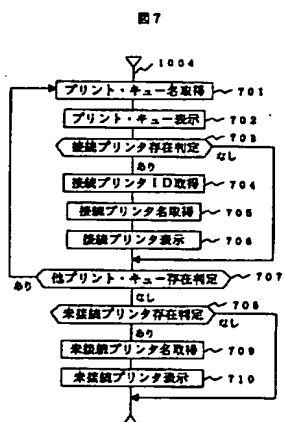 図7
1004
プリント・キュー名取得 701
プリント・キュー表示 702
703
接続プリンタ存在判定
なし
あり
接続プリンタID取得 704
接続プリンタ名取得 705
接続プリンタ表示 706
他プリント・キュー存在判定 707
あり
なし
708
未接続プリンタ存在判定
なし
あり
未接続プリンタ名取得 709
未接続プリンタ表示 710